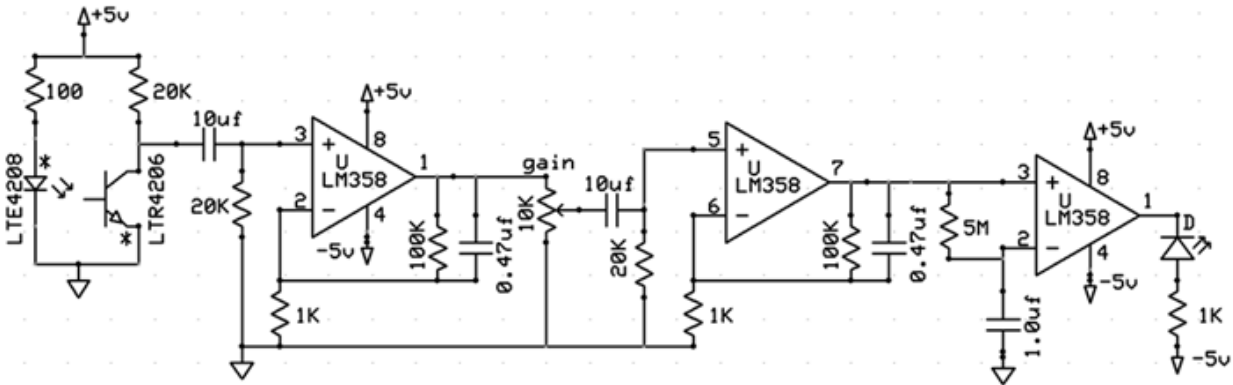 +5v
100
20K
LTE4208
*
LTR4206
*
10uf
20K
3
+
U
LM358
2
-
8
+5v
1
4
-5v
1K
100K
0.47uf
gain
10K
10uf
20K
5
+
U
LM358
6
-
7
1K
100K
0.47uf
5M
1.0uf
3
+
U
LM358
2
-
8
+5v
1
4
-5v
D
1K
-5v